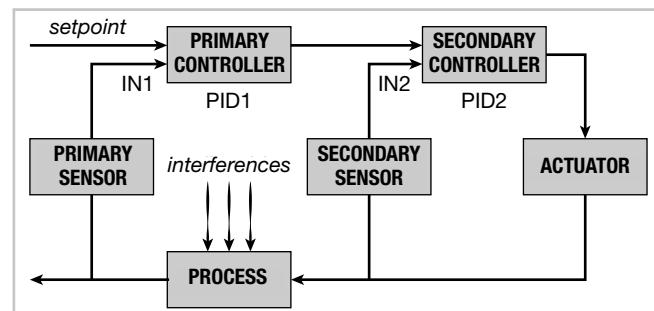 setpoint
PRIMARY
CONTROLLER
SECONDARY
CONTROLLER
IN1
PID1
IN2
PID2
PRIMARY
SENSOR
interferences
SECONDARY
SENSOR
ACTUATOR
PROCESS